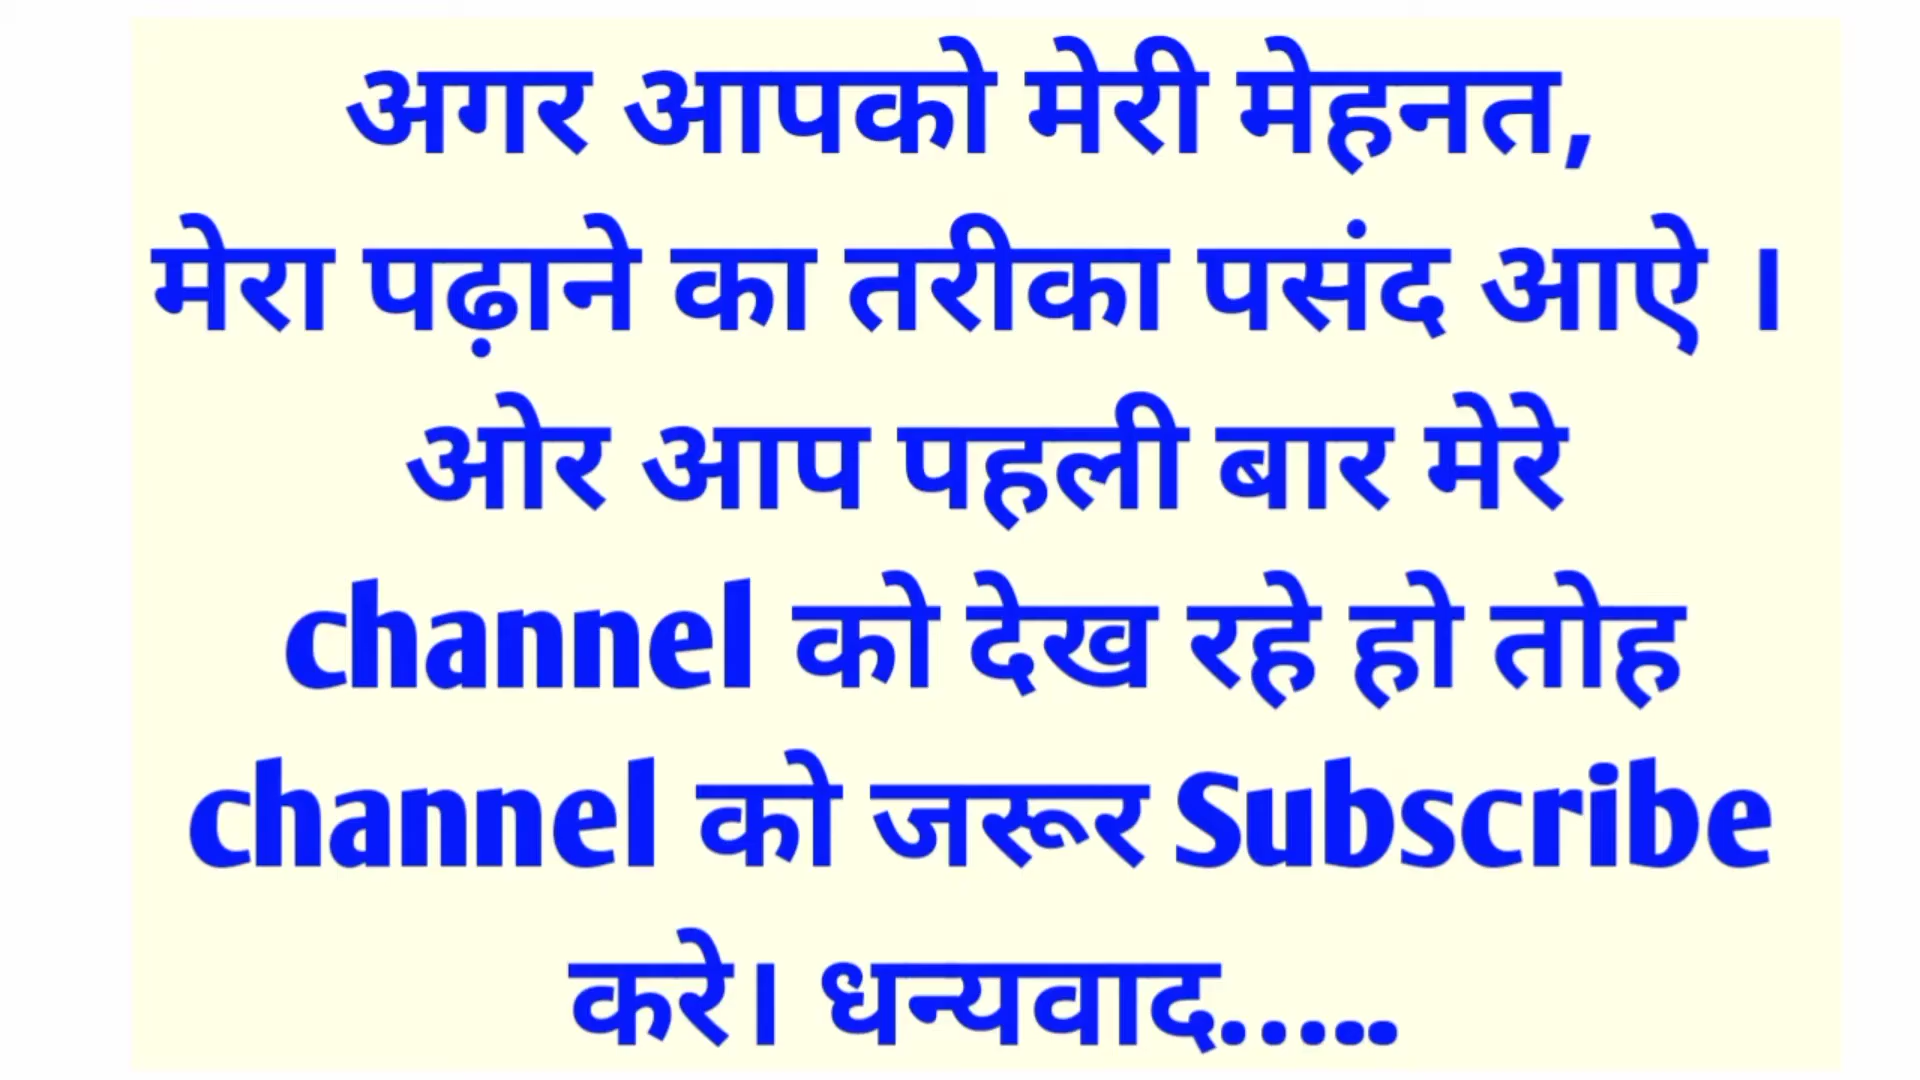 अगर आपको मेरी मेहनत,
मेरा पढ़ाने का तरीका पसंद आऐ ।
ओर आप पहली बार मेरे
channel को देख रहे हो तोह
channel को जरूर Subscribe
करे। धन्यवाद.....